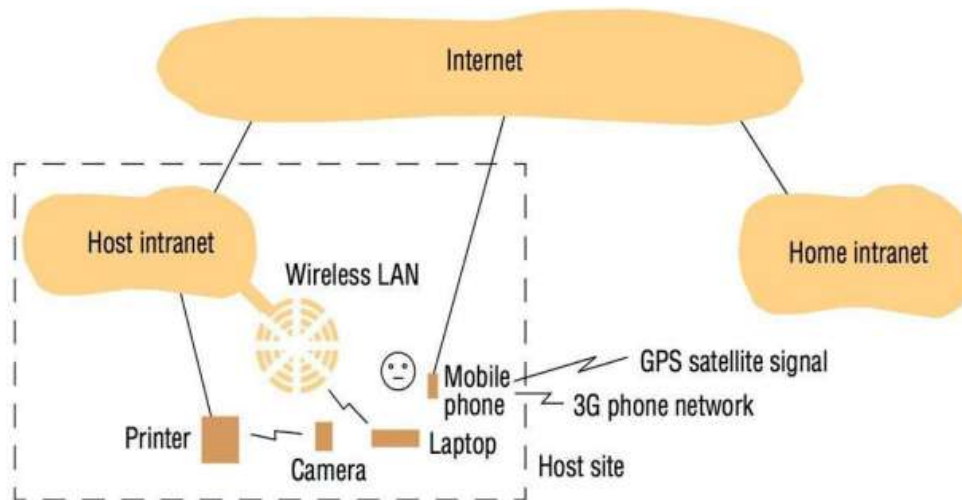 Internet
Host intranet
Wireless LAN
Home intranet
Mobile
phone
GPS satellite signal
3G phone network
Printer
Camera
Laptop
Host site